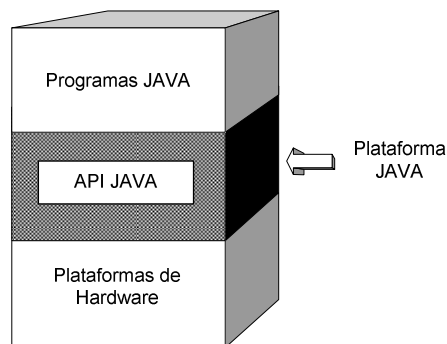 Programas JAVA
API JAVA
Plataforma
JAVA
Plataformas de
Hardware